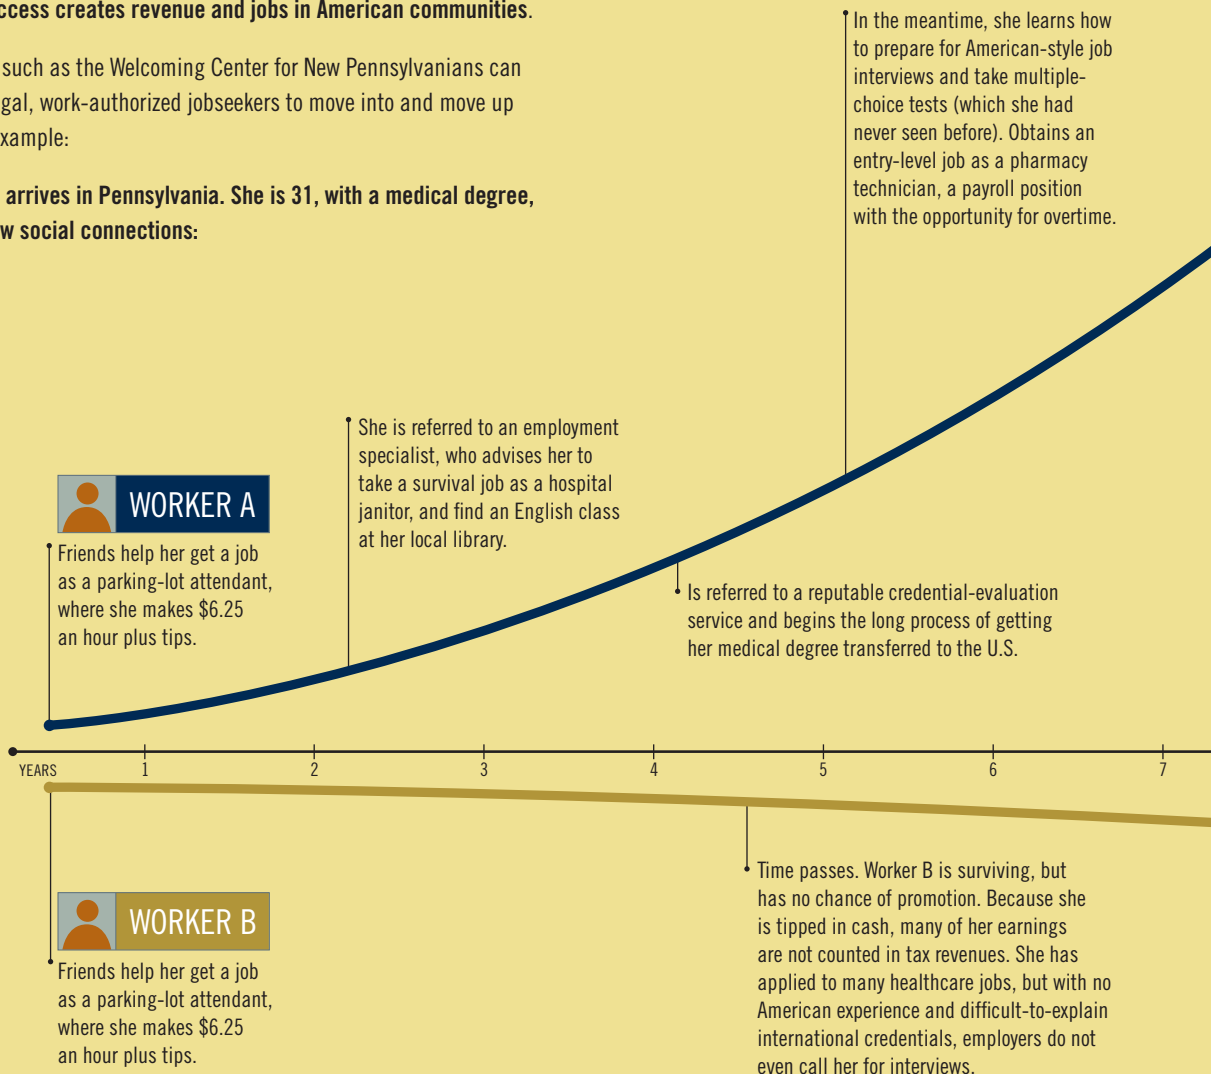 ccess creates revenue and jobs in American communities.
such as the Welcoming Center for New Pennsylvanians can
gal, work-authorized jobseekers to move into and move up
xample:
arrives in Pennsylvania. She is 31, with a medical degree,
w social connections:
In the meantime, she learns how
to prepare for American-style job
interviews and take multiple-
choice tests (which she had
never seen before). Obtains an
entry-level job as a pharmacy
technician, a payroll position
with the opportunity for overtime.
She is referred to an employment
specialist, who advises her to
take a survival job as a hospital
janitor, and find an English class
at her local library.
WORKER A
Friends help her get a job
as a parking-lot attendant,
where she makes $6.25
an hour plus tips.
Is referred to a reputable credential-evaluation
service and begins the long process of getting
her medical degree transferred to the U.S.
YEARS 1 2 3 4 5 6 7
WORKER B
Friends help her get a job
as a parking-lot attendant,
where she makes $6.25
an hour plus tips.
Time passes. Worker B is surviving, but
has no chance of promotion. Because she
is tipped in cash, many of her earnings
are not counted in tax revenues. She has
applied to many healthcare jobs, but with no
American experience and difficult-to-explain
international credentials, employers do not
even call her for interviews.